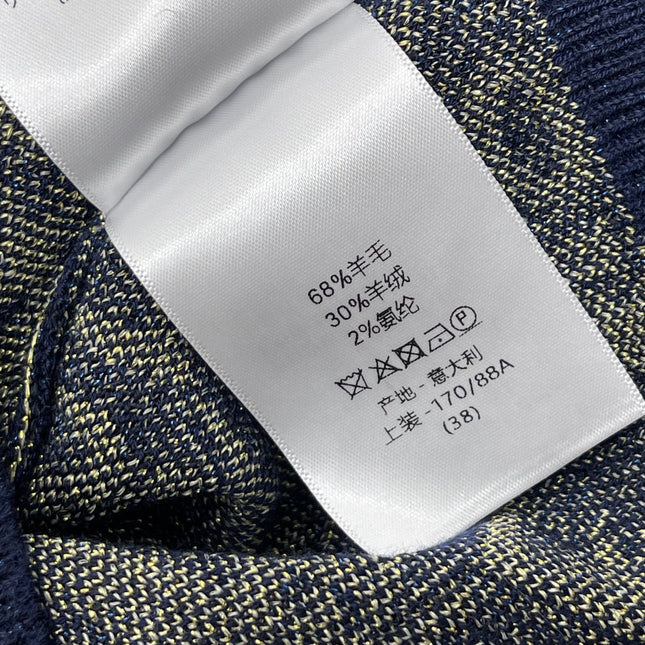 68%羊毛
30%羊绒
2%氨纶
P
产地 - 意大利
上装 - 170/88A
(38)